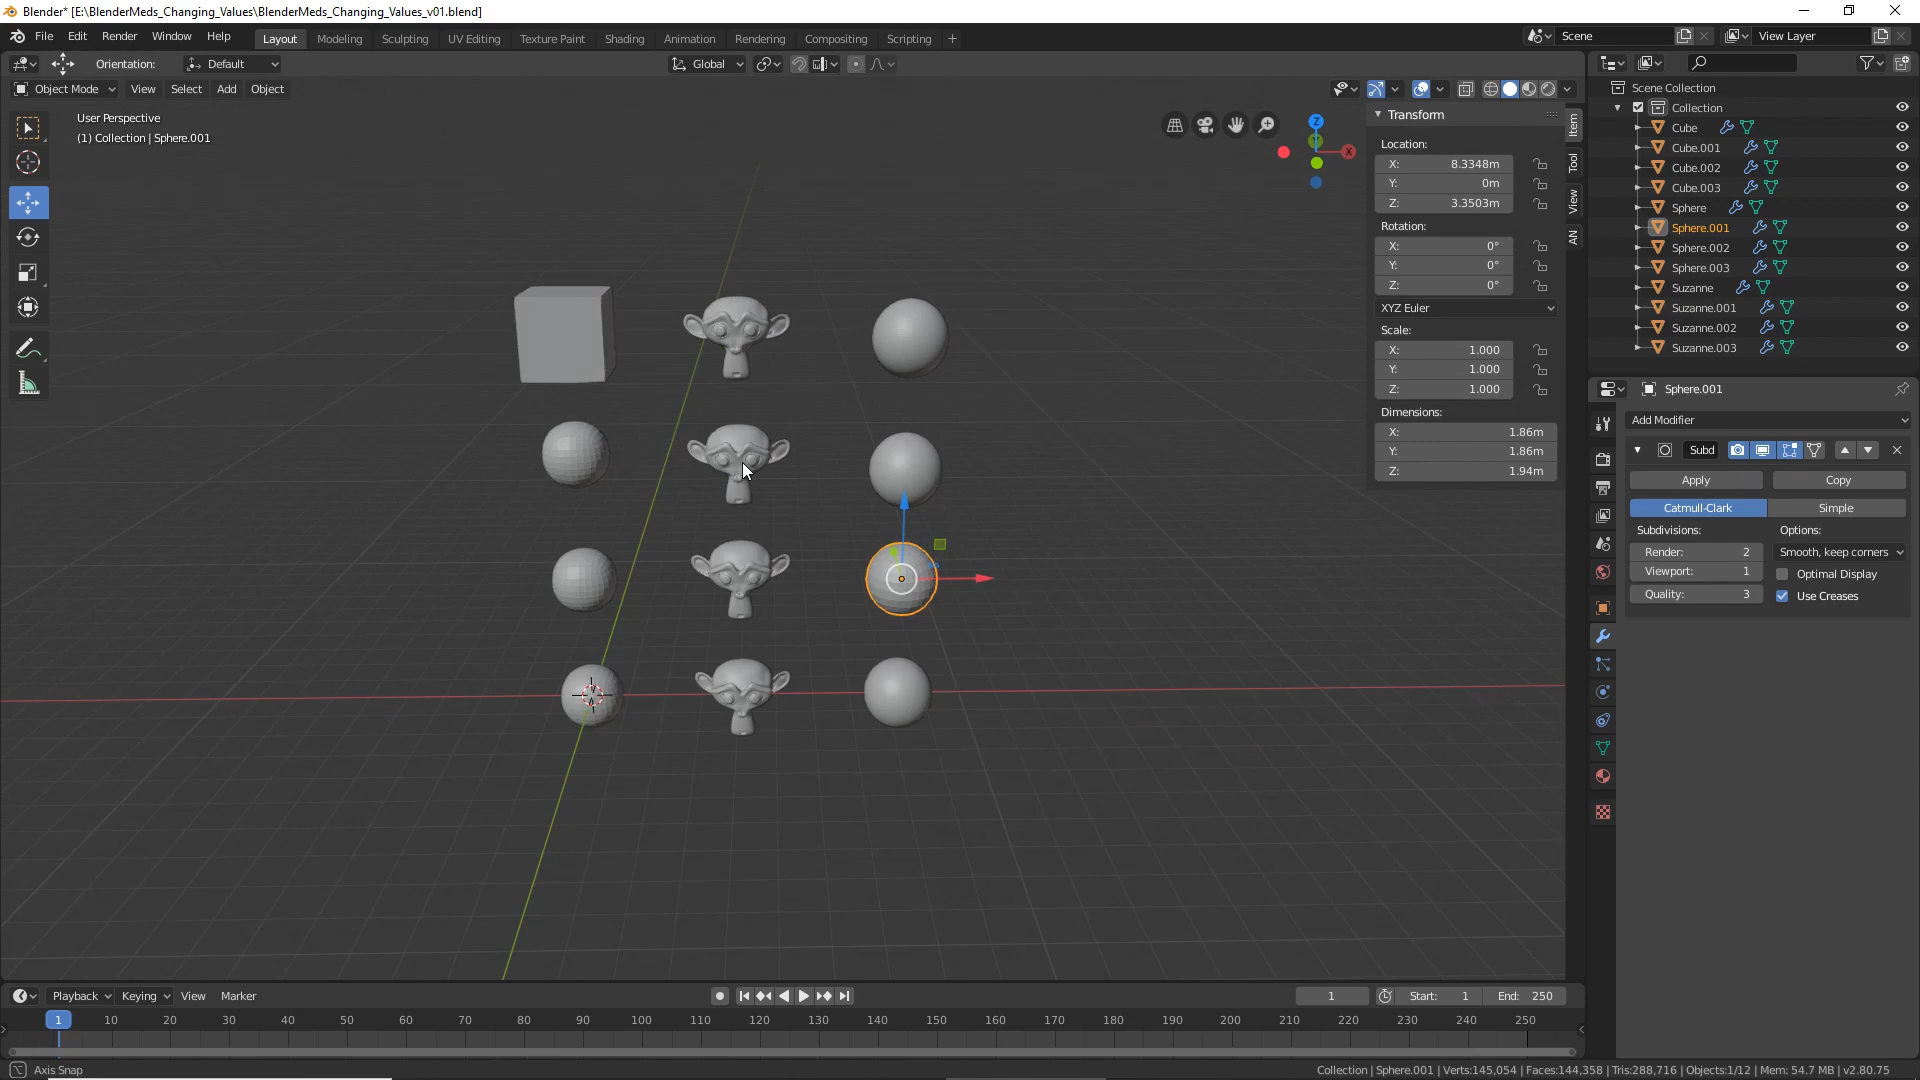 Blender* [E:\BlenderMeds_Changing_Values\BlenderMeds_Changing_Values_v01.blend]
File Edit Render Window Help Layout Modeling Sculpting UV Editing Texture Paint Shading Animation Rendering Compositing Scripting + Scene View Layer
Orientation: Default Global
Object Mode View Select Add Object
User Perspective
(1) Collection | Sphere.001
Z
X
Transform
Location:
X: 8.3348m
Y: 0m
Z: 3.3503m
Rotation:
X: 0°
Y: 0°
Z: 0°
XYZ Euler
Scale:
X: 1.000
Y: 1.000
Z: 1.000
Dimensions:
X: 1.86m
Y: 1.86m
Z: 1.94m
Item
Tool
View
AN
Scene Collection
Collection
Cube
Cube.001
Cube.002
Cube.003
Sphere
Sphere.001
Sphere.002
Sphere.003
Suzanne
Suzanne.001
Suzanne.002
Suzanne.003
Sphere.001
Add Modifier
Subd
Apply Copy
Catmull-Clark Simple
Subdivisions: Options:
Render: 2 Smooth, keep corners
Viewport: 1 Optimal Display
Quality: 3 Use Creases
Playback Keying View Marker 1 Start: 1 End: 250
1 10 20 30 40 50 60 70 80 90 100 110 120 130 140 150 160 170 180 190 200 210 220 230 240 250
Axis Snap Collection | Sphere.001 | Verts:145,054 | Faces:144,358 | Tris:288,716 | Objects:1/12 | Mem: 54.7 MB | v2.80.75